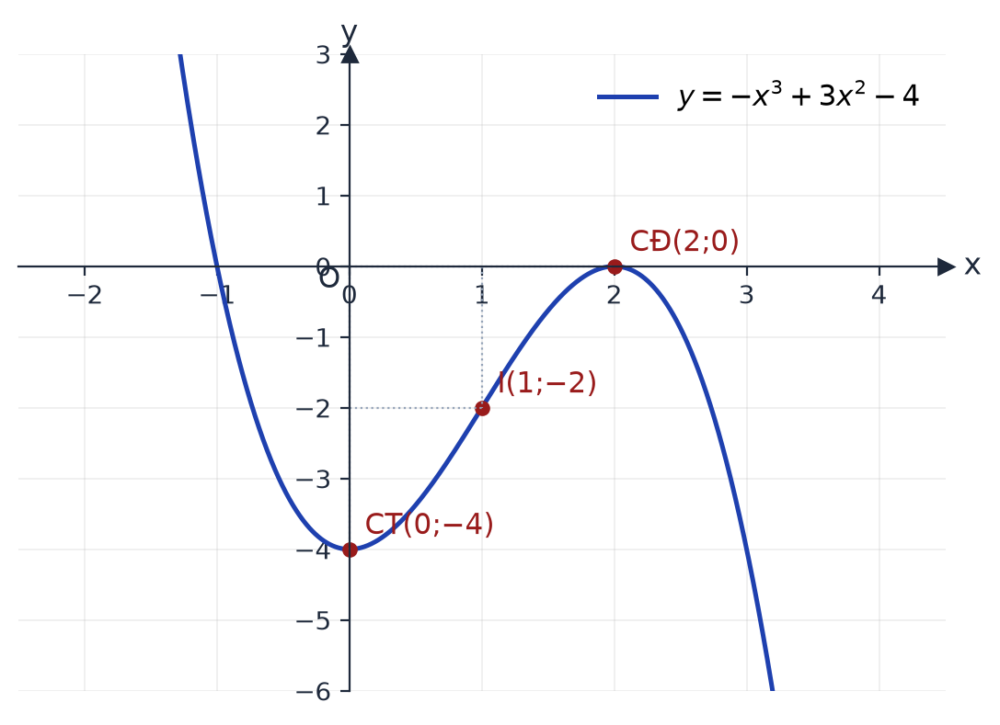 y
3
y = −x³ + 3x² − 4
2
1
CĐ(2;0)
0
O
x
−2
−1
0
1
2
3
4
−1
I(1;−2)
−2
−3
CT(0;−4)
−4
−5
−6